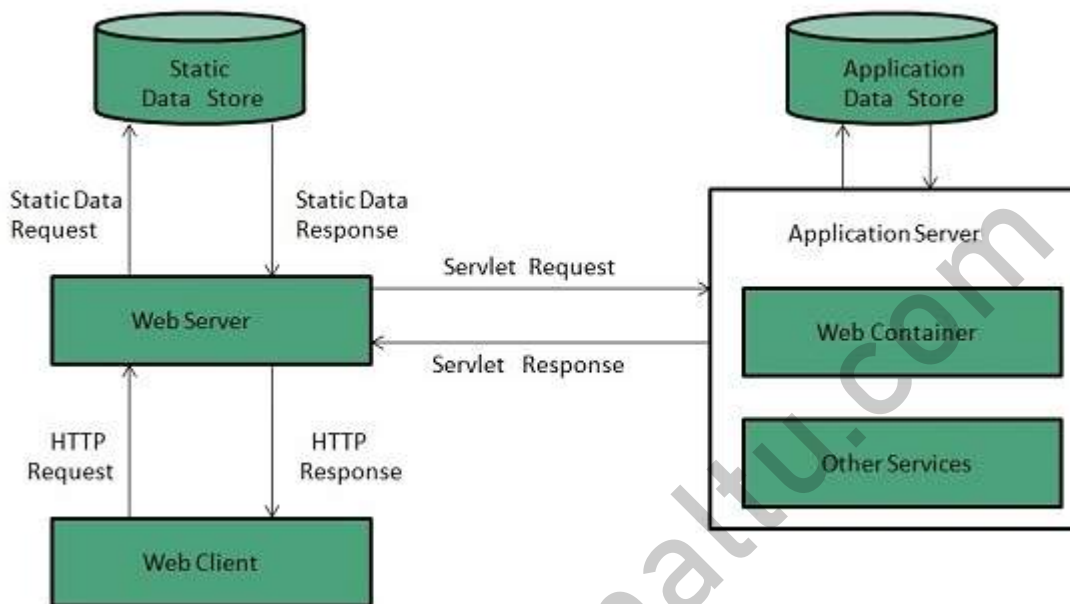 Static
Data Store
Application
Data Store
Static Data
Request
Static Data
Response
Application Server
Servlet Request
Web Server
Web Container
Servlet Response
HTTP
Request
HTTP
Response
Other Services
Web Client